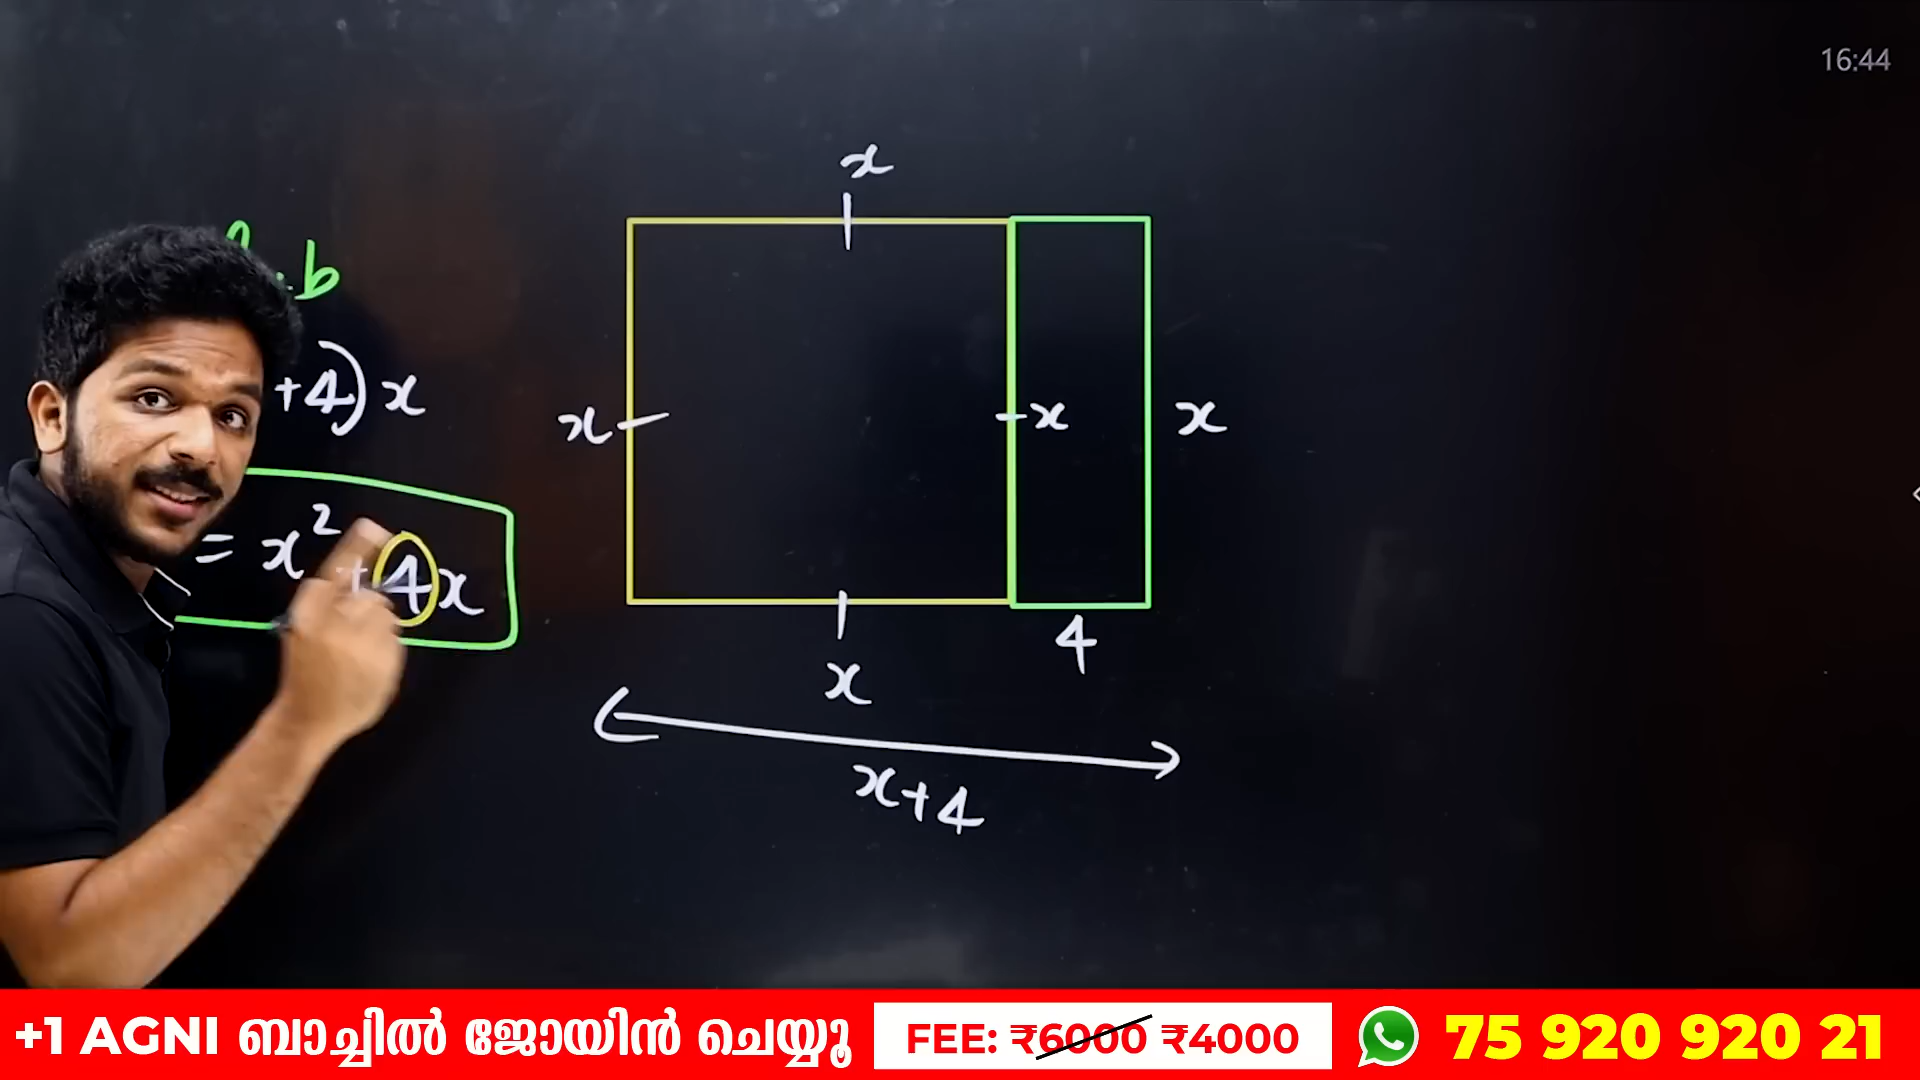 16:44
x
l.b
+4)x
x
x
x
= x² + 4x
4
x
x+4
+1 AGNI ബാച്ചിൽ ജോയിൻ ചെയ്യൂ
FEE: ₹6000 ₹4000
75 920 920 21